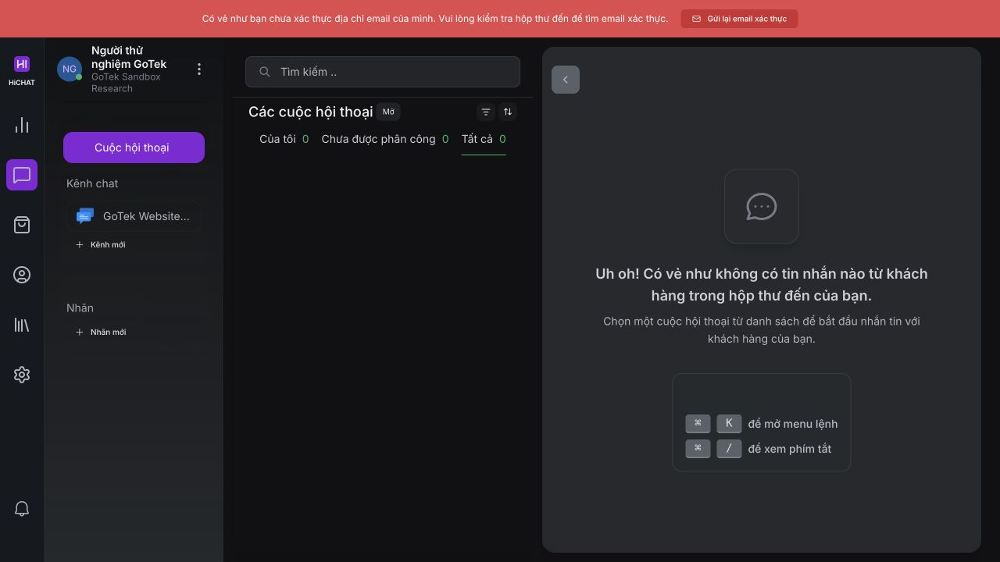 Có vẻ như bạn chưa xác thực địa chỉ email của mình. Vui lòng kiểm tra hộp thư đến để tìm email xác thực.
Gửi lại email xác thực
HI
HiCHAT
NG
Người thử
nghiệm GoTek
GoTek Sandbox
Research
Cuộc hội thoại
Kênh chat
GoTek Website...
Kênh mới
Nhãn
Nhãn mới
Tìm kiếm ..
Các cuộc hội thoại Mở
Của tôi 0 Chưa được phân công 0 Tất cả 0
Uh oh! Có vẻ như không có tin nhắn nào từ khách
hàng trong hộp thư đến của bạn.
Chọn một cuộc hội thoại từ danh sách để bắt đầu nhắn tin với
khách hàng của bạn.
⌘ K để mở menu lệnh
⌘ / để xem phím tắt